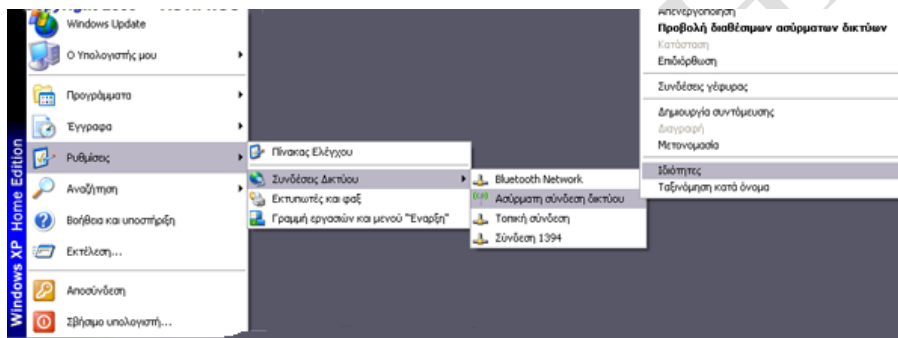 Windows Update
Ο Υπολογιστής μου
Προγράμματα
Έγγραφα
Ρυθμίσεις
Αναζήτηση
Βοήθεια και υποστήριξη
Εκτέλεση...
Αποσύνδεση
Σβήσιμο υπολογιστή...
Windows XP Home Edition
Πίνακας Ελέγχου
Συνδέσεις Δικτύου
Εκτυπωτές και φαξ
Γραμμή εργασιών και μενού "Έναρξη"
Bluetooth Network
Ασύρματη σύνδεση δικτύου
Τοπική σύνδεση
Σύνδεση 1394
Απενεργοποίηση
Προβολή διαθέσιμων ασύρματων δικτύων
Κατάσταση
Επιδιόρθωση
Συνδέσεις γέφυρας
Δημιουργία συντόμευσης
Διαγραφή
Μετονομασία
Ιδιότητες
Ταξινόμηση κατά όνομα